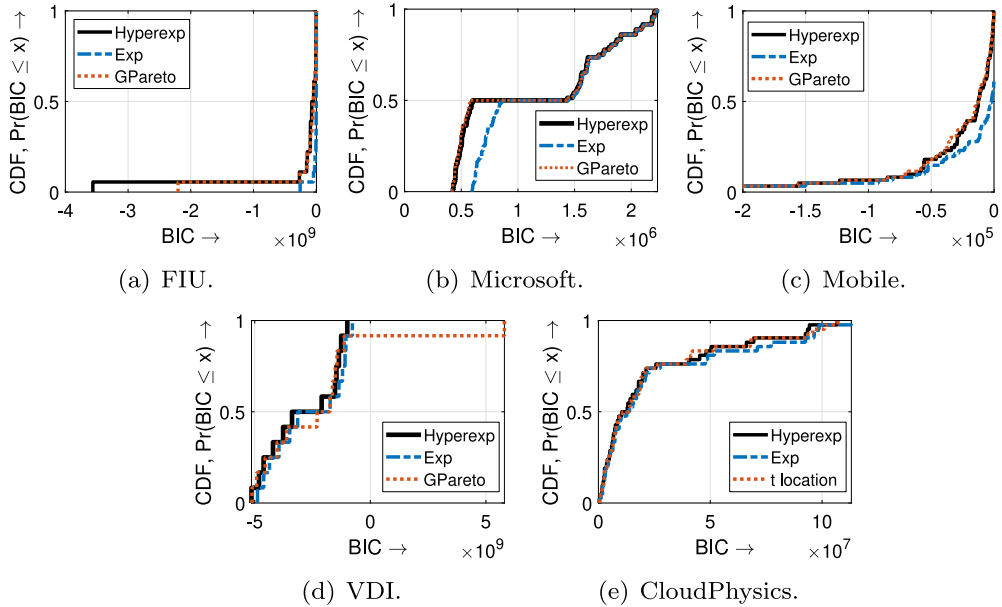 CDF, Pr(BIC ≤ x) →
1
0.5
0
Hyperexp
Exp
GPareto
-4 -3 -2 -1 0
BIC → ×10^9
(a) FIU.
CDF, Pr(BIC ≤ x) →
1
0.5
0
Hyperexp
Exp
GPareto
0 0.5 1 1.5 2
BIC → ×10^6
(b) Microsoft.
CDF, Pr(BIC ≤ x) →
1
0.5
0
Hyperexp
Exp
GPareto
-2 -1.5 -1 -0.5 0
BIC → ×10^5
(c) Mobile.
CDF, Pr(BIC ≤ x) →
1
0.5
0
Hyperexp
Exp
GPareto
-5 0 5
BIC → ×10^9
(d) VDI.
CDF, Pr(BIC ≤ x) →
1
0.5
0
Hyperexp
Exp
t location
0 5 10
BIC → ×10^7
(e) CloudPhysics.